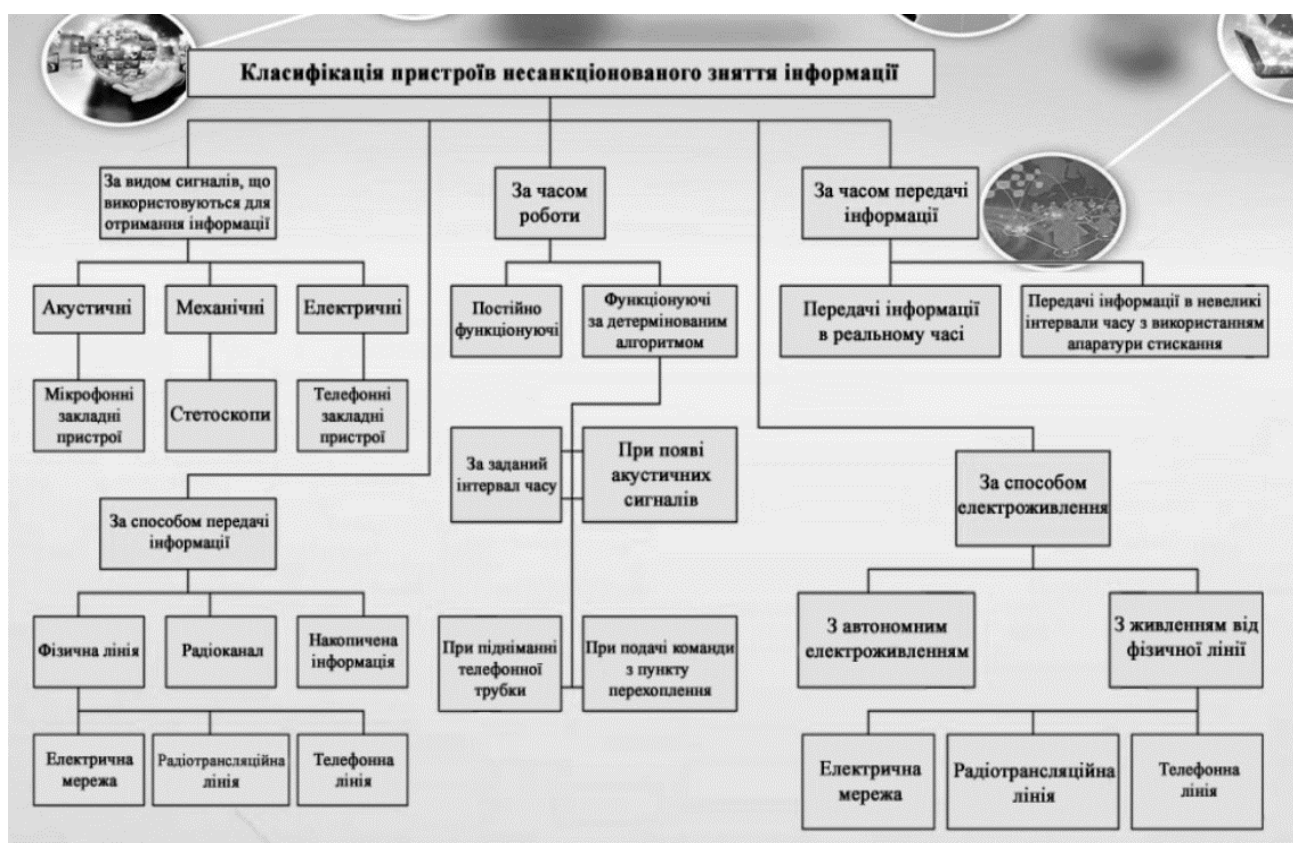 Класифікація пристроїв несанкціонованого зняття інформації
За видом сигналів, що
використовуються для
отримання інформації
За часом
роботи
За часом передачі
інформації
Акустичні
Механічні
Електричні
Постійно
функціонуючі
Функціонуючі
за детермінованим
алгоритмом
Передачі інформації
в реальному часі
Передачі інформації в невеликі
інтервали часу з використанням
апаратури стискання
Мікрофонні
закладні
пристрої
Стетоскопи
Телефонні
закладні
пристрої
За заданий
інтервал часу
При появі
акустичних
сигналів
За способом
електроживлення
За способом передачі
інформації
Фізична лінія
Радіоканал
Накопичена
інформація
При підніманні
телефонної
трубки
При подачі команди
з пункту
перехоплення
З автономним
електроживленням
З живленням від
фізичної лінії
Електрична
мережа
Радіотрансляційна
лінія
Телефонна
лінія
Електрична
мережа
Радіотрансляційна
лінія
Телефонна
лінія